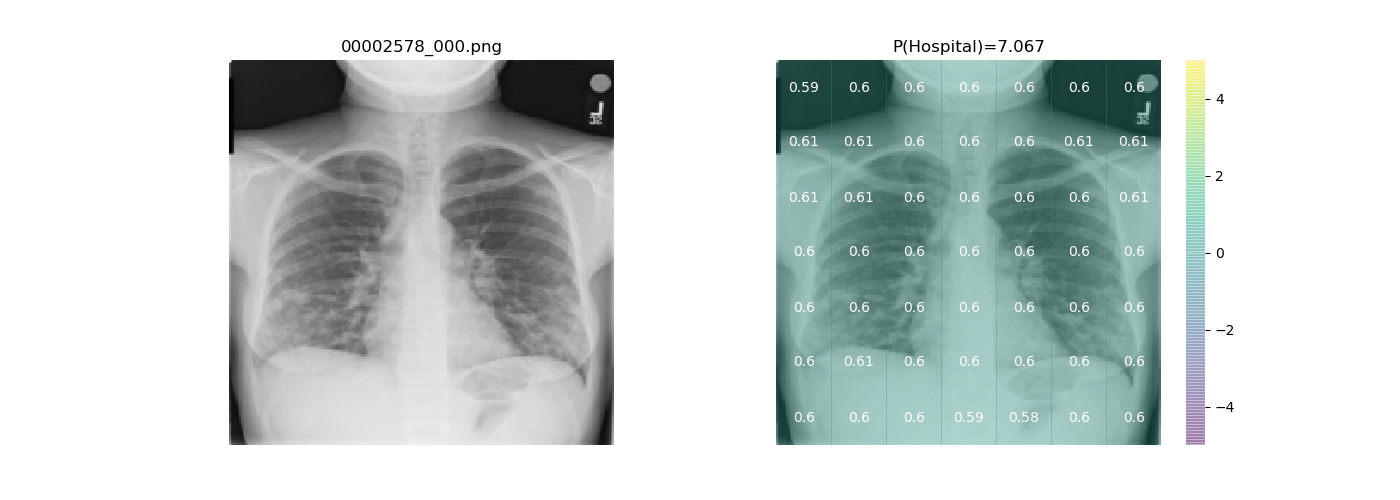 00002578_000.png
P(Hospital)=7.067
0.59 0.6 0.6 0.6 0.6 0.6 0.6
0.61 0.61 0.6 0.6 0.6 0.61 0.61
0.61 0.61 0.6 0.6 0.6 0.6 0.61
0.6 0.6 0.6 0.6 0.6 0.6 0.6
0.6 0.6 0.6 0.6 0.6 0.6 0.6
0.6 0.61 0.6 0.6 0.6 0.6 0.6
0.6 0.6 0.6 0.59 0.58 0.6 0.6
4
2
0
−2
−4
L